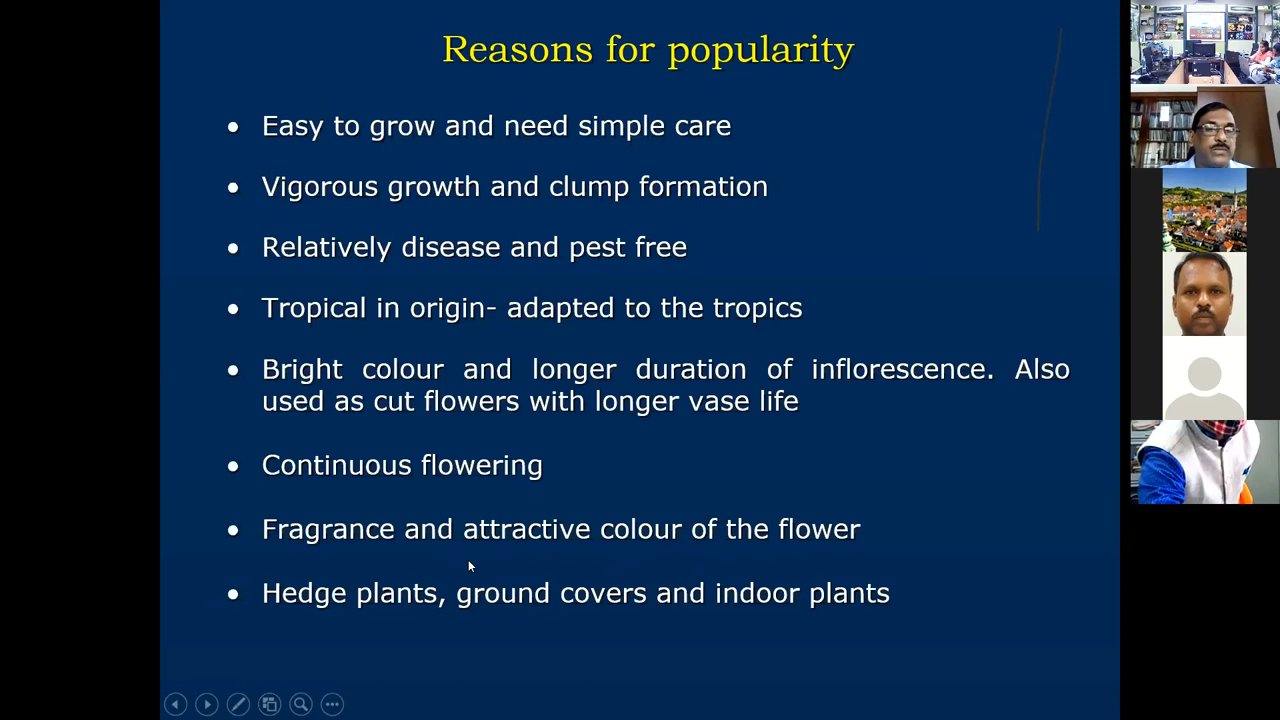 Reasons for popularity
• Easy to grow and need simple care
• Vigorous growth and clump formation
• Relatively disease and pest free
• Tropical in origin- adapted to the tropics
• Bright colour and longer duration of inflorescence. Also
used as cut flowers with longer vase life
• Continuous flowering
• Fragrance and attractive colour of the flower
• Hedge plants, ground covers and indoor plants